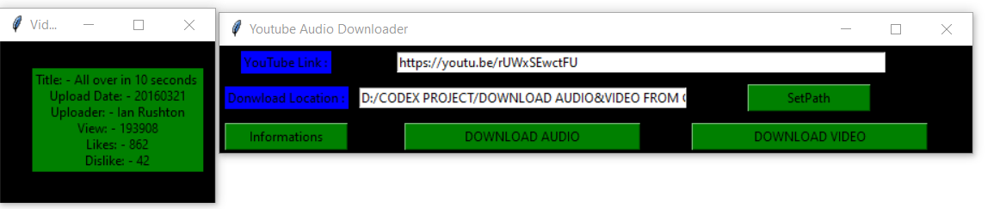 Vid...
Title: - All over in 10 seconds
Upload Date: - 20160321
Uploader: - Ian Rushton
View: - 193908
Likes: - 862
Dislike: - 42
Youtube Audio Downloader
YouTube Link :
https://youtu.be/rUWxSEwctFU
Donwload Location :
D:/CODEX PROJECT/DOWNLOAD AUDIO&VIDEO FROM
SetPath
Informations
DOWNLOAD AUDIO
DOWNLOAD VIDEO